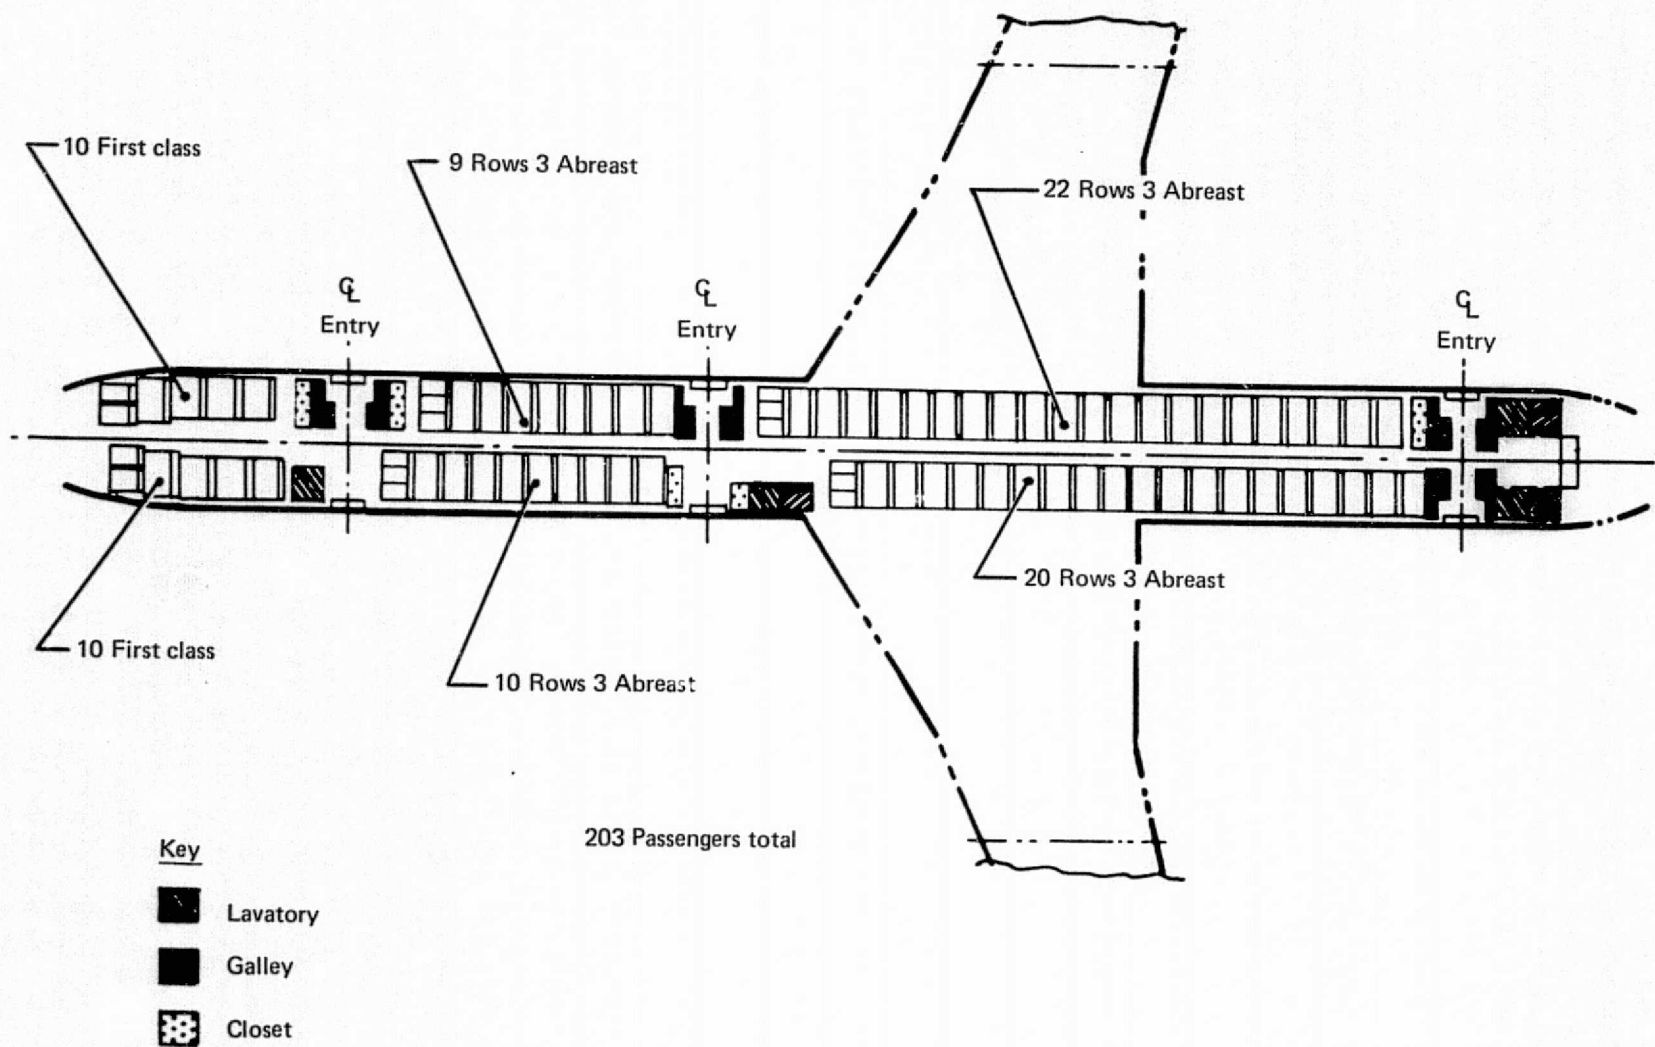 10 First class
9 Rows 3 Abreast
22 Rows 3 Abreast
℄
Entry
℄
Entry
℄
Entry
20 Rows 3 Abreast
10 First class
10 Rows 3 Abreast
203 Passengers total
Key
Lavatory
Galley
Closet